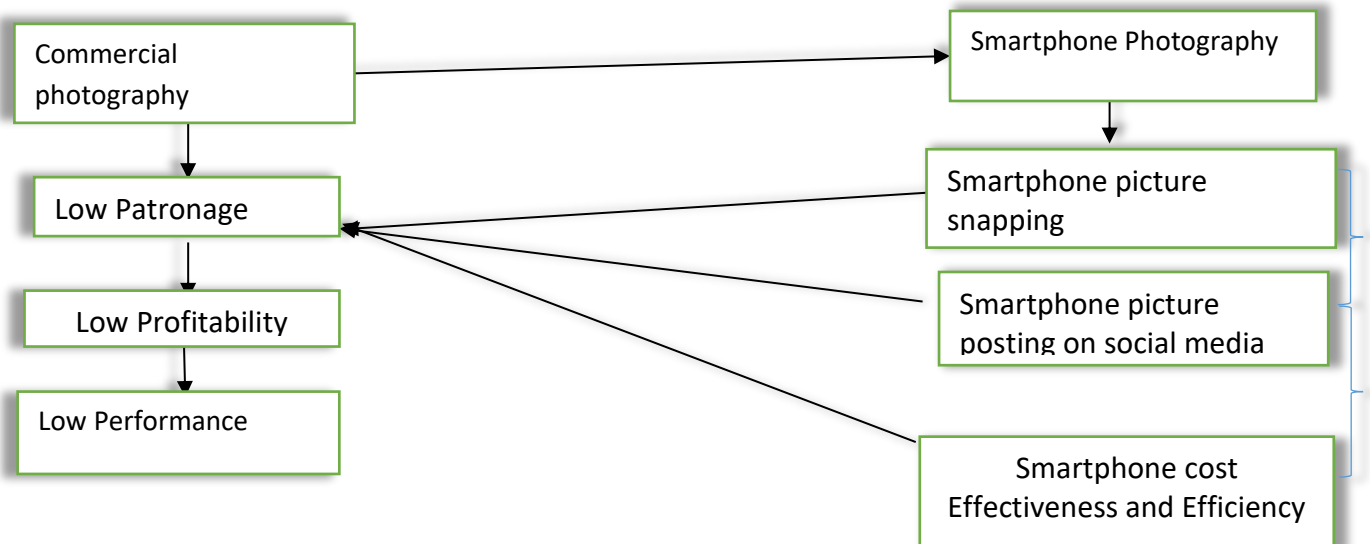 Commercial
photography
Smartphone Photography
Smartphone picture
snapping
Low Patronage
Smartphone picture
posting on social media
Low Profitability
Low Performance
Smartphone cost
Effectiveness and Efficiency